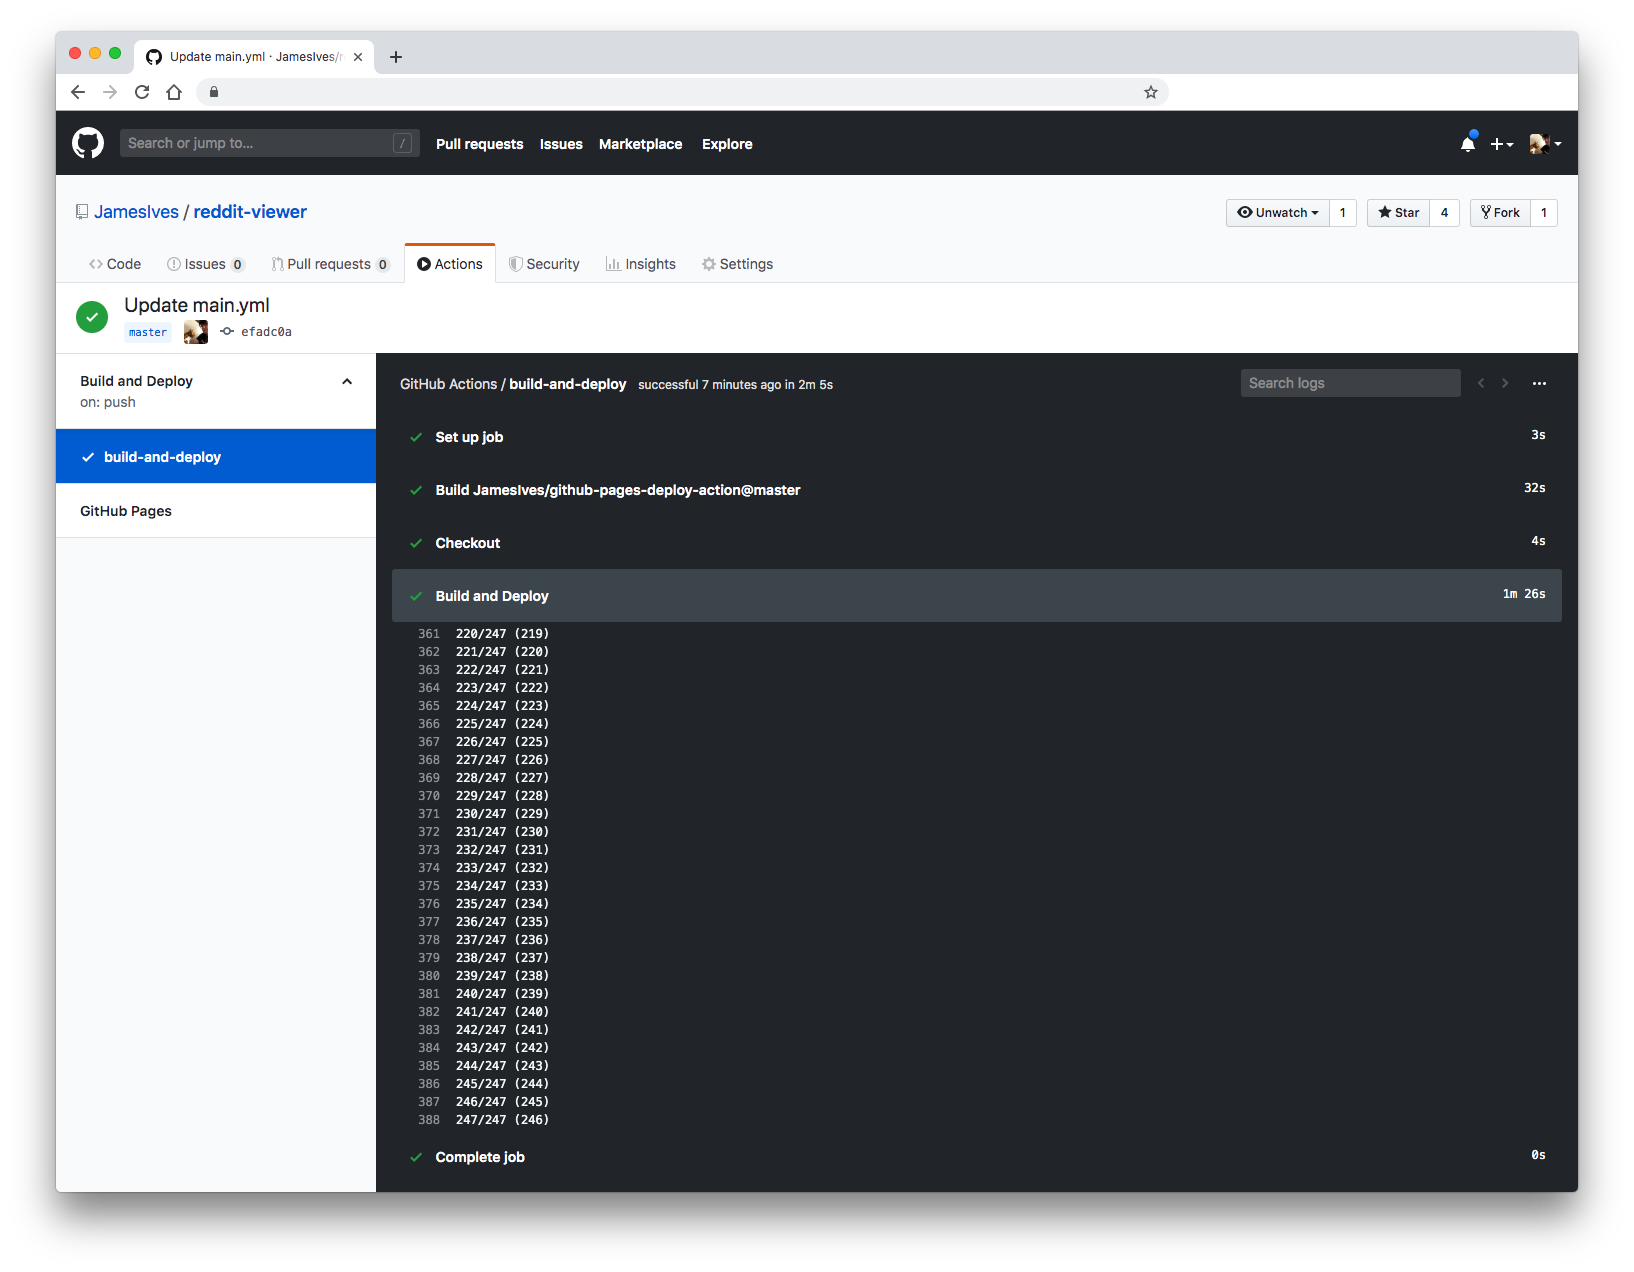 Update main.yml · JamesIves/r
Search or jump to... /
Pull requests Issues Marketplace Explore
JamesIves / reddit-viewer
Unwatch 1 Star 4 Fork 1
Code Issues 0 Pull requests 0 Actions Security Insights Settings
Update main.yml
master efadc0a
Build and Deploy
on: push
build-and-deploy
GitHub Pages
GitHub Actions / build-and-deploy successful 7 minutes ago in 2m 5s
Search logs
Set up job 3s
Build JamesIves/github-pages-deploy-action@master 32s
Checkout 4s
Build and Deploy 1m 26s
361 220/247 (219)
362 221/247 (220)
363 222/247 (221)
364 223/247 (222)
365 224/247 (223)
366 225/247 (224)
367 226/247 (225)
368 227/247 (226)
369 228/247 (227)
370 229/247 (228)
371 230/247 (229)
372 231/247 (230)
373 232/247 (231)
374 233/247 (232)
375 234/247 (233)
376 235/247 (234)
377 236/247 (235)
378 237/247 (236)
379 238/247 (237)
380 239/247 (238)
381 240/247 (239)
382 241/247 (240)
383 242/247 (241)
384 243/247 (242)
385 244/247 (243)
386 245/247 (244)
387 246/247 (245)
388 247/247 (246)
Complete job 0s